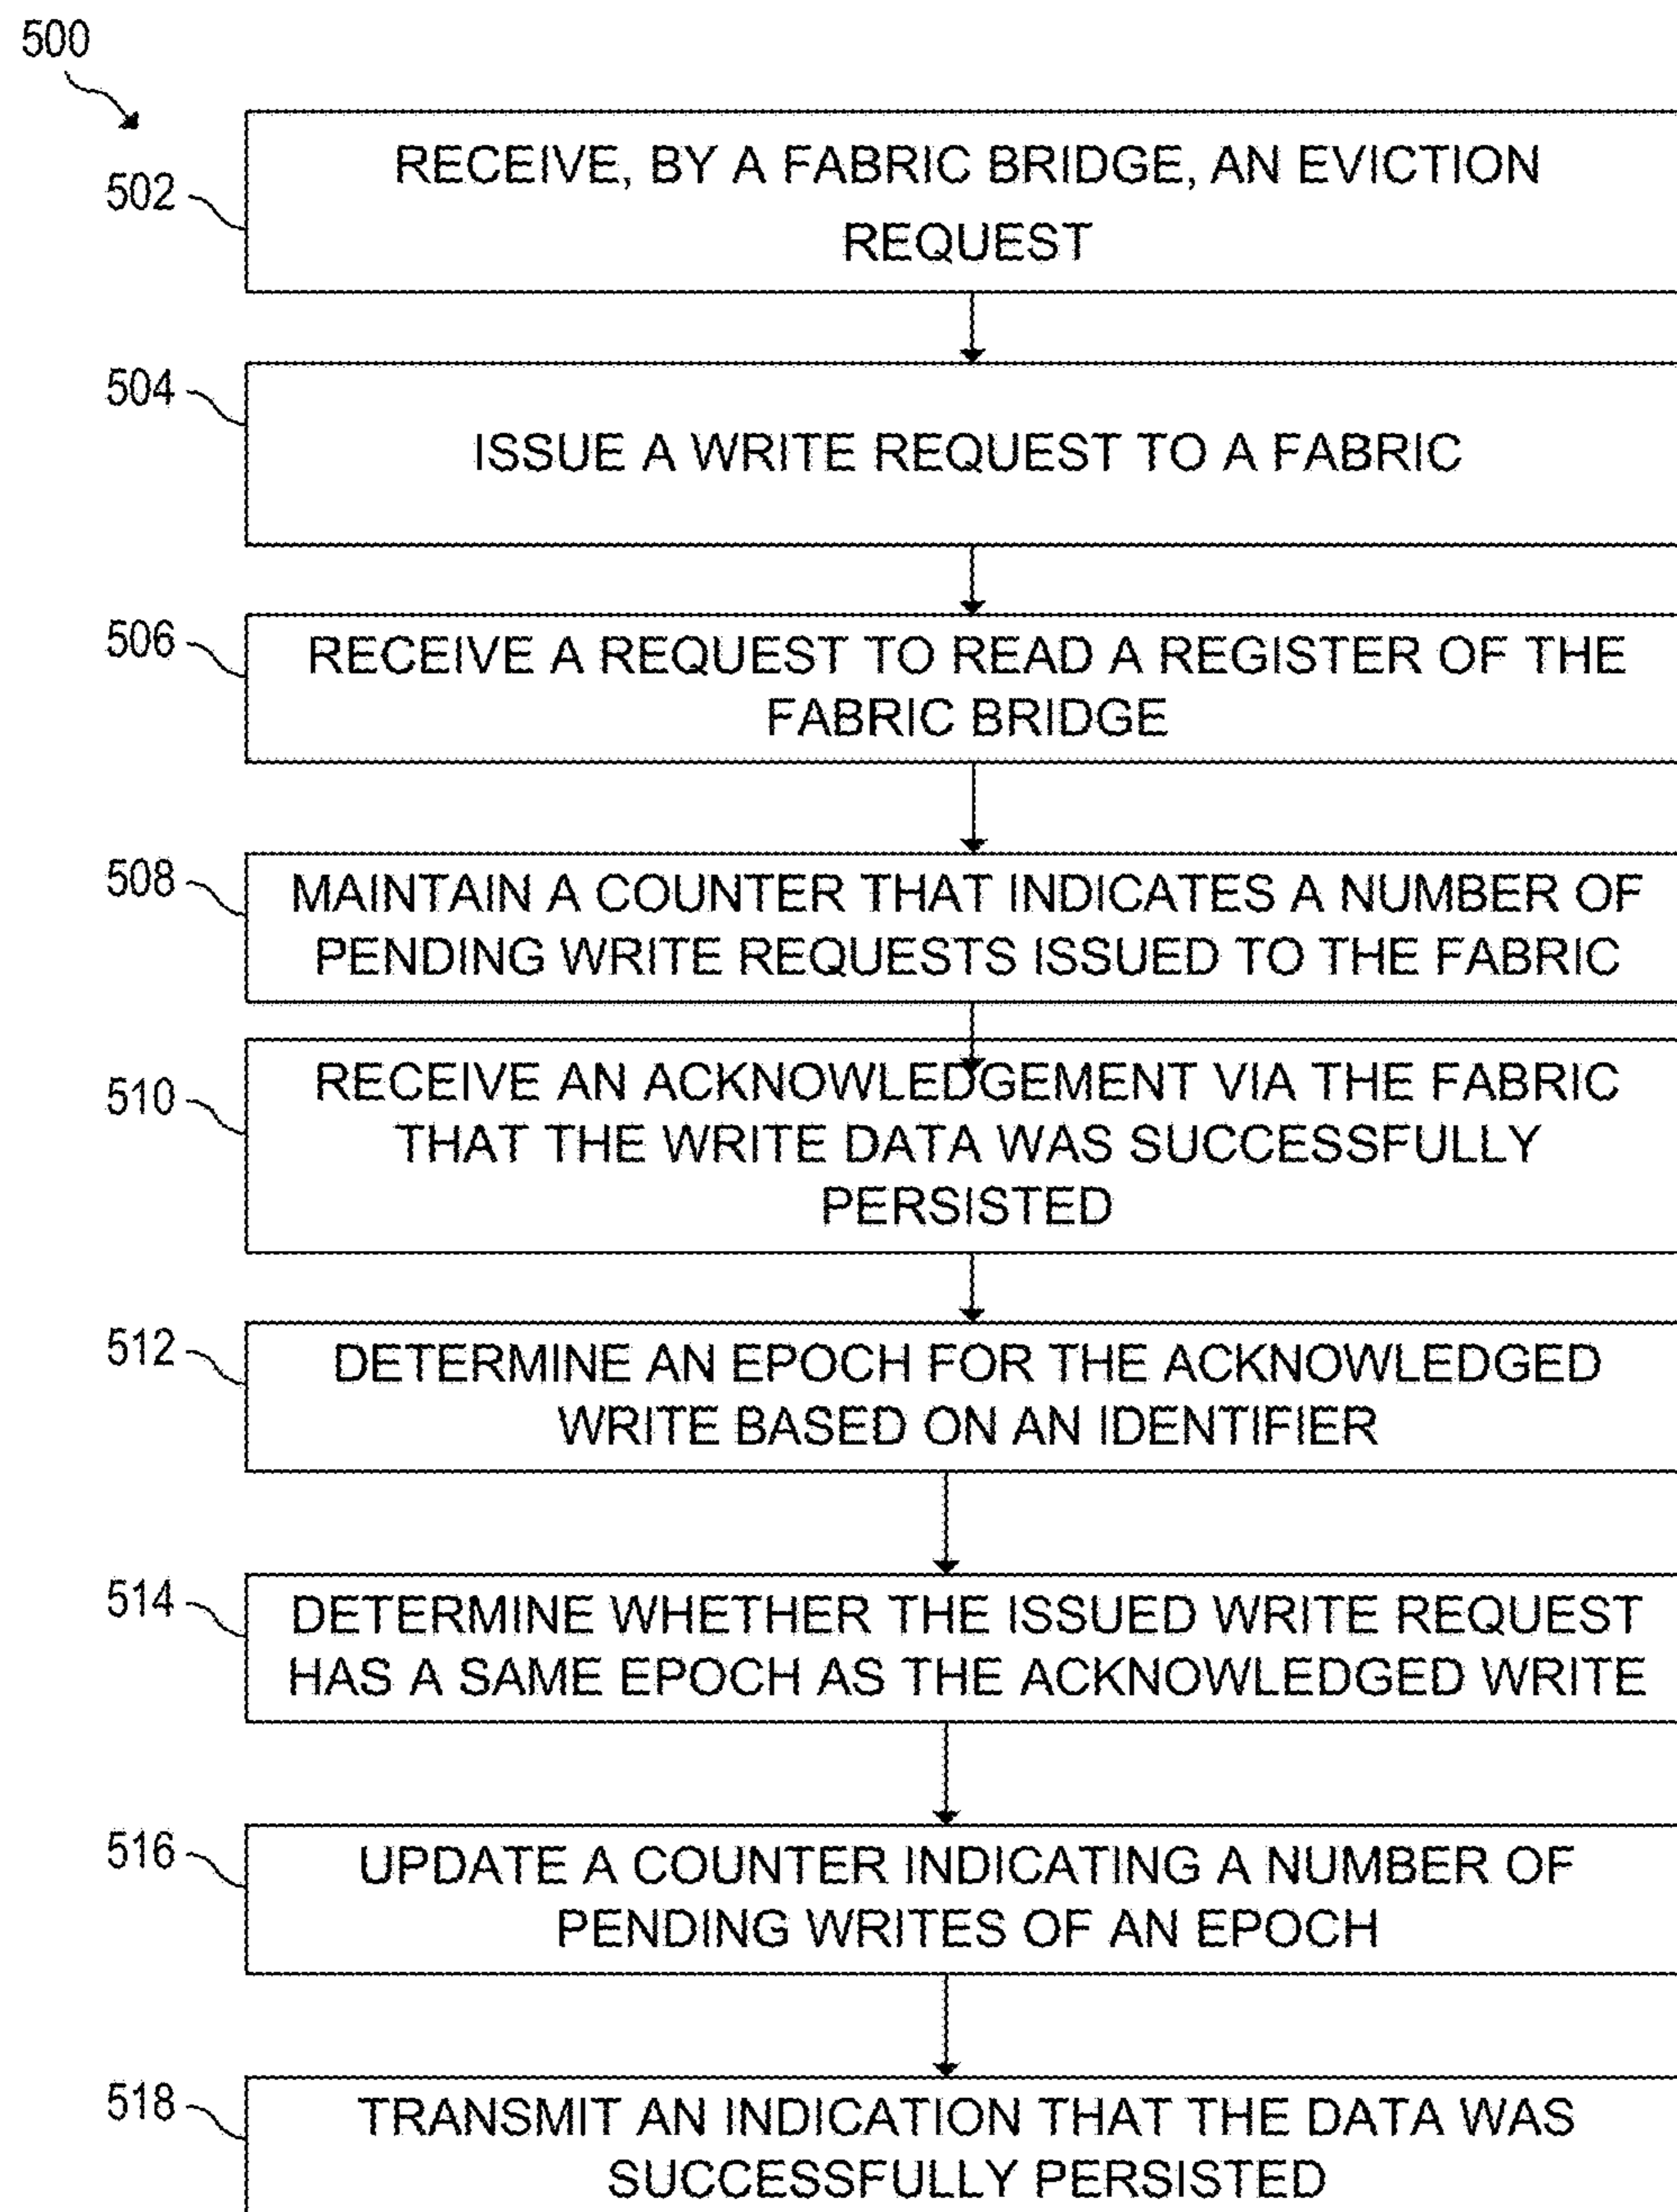 500
502
RECEIVE, BY A FABRIC BRIDGE, AN EVICTION
REQUEST
504
ISSUE A WRITE REQUEST TO A FABRIC
506
RECEIVE A REQUEST TO READ A REGISTER OF THE
FABRIC BRIDGE
508
MAINTAIN A COUNTER THAT INDICATES A NUMBER OF
PENDING WRITE REQUESTS ISSUED TO THE FABRIC
510
RECEIVE AN ACKNOWLEDGEMENT VIA THE FABRIC
THAT THE WRITE DATA WAS SUCCESSFULLY
PERSISTED
512
DETERMINE AN EPOCH FOR THE ACKNOWLEDGED
WRITE BASED ON AN IDENTIFIER
514
DETERMINE WHETHER THE ISSUED WRITE REQUEST
HAS A SAME EPOCH AS THE ACKNOWLEDGED WRITE
516
UPDATE A COUNTER INDICATING A NUMBER OF
PENDING WRITES OF AN EPOCH
518
TRANSMIT AN INDICATION THAT THE DATA WAS
SUCCESSFULLY PERSISTED